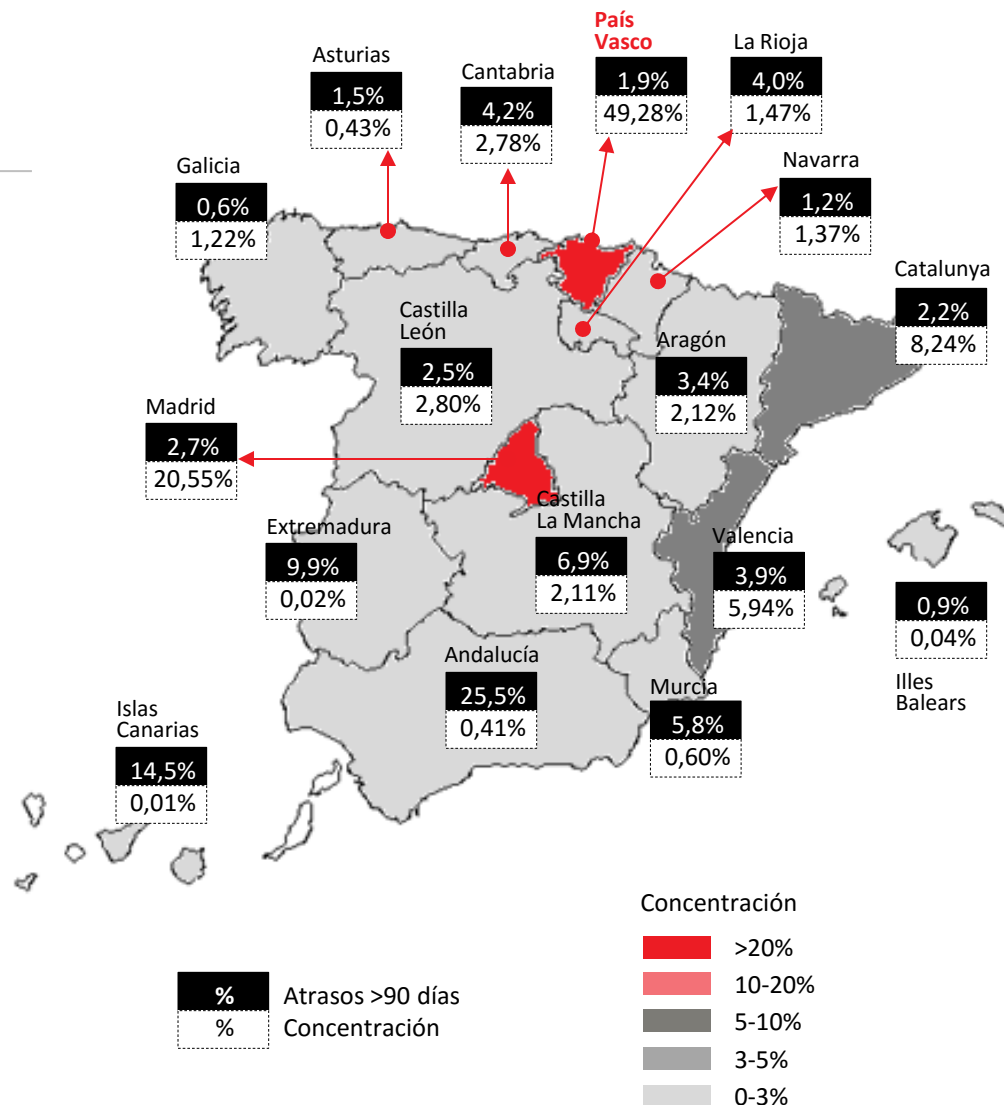 País
Vasco
1,9%
49,28%
La Rioja
4,0%
1,47%
Asturias
1,5%
0,43%
Cantabria
4,2%
2,78%
Navarra
1,2%
1,37%
Galicia
0,6%
1,22%
Catalunya
2,2%
8,24%
Castilla
León
2,5%
2,80%
Aragón
3,4%
2,12%
Madrid
2,7%
20,55%
Extremadura
9,9%
0,02%
Castilla
La Mancha
6,9%
2,11%
Valencia
3,9%
5,94%
0,9%
0,04%
Illes
Balears
Andalucía
25,5%
0,41%
Murcia
5,8%
0,60%
Islas
Canarias
14,5%
0,01%
Concentración
>20%
10-20%
5-10%
3-5%
0-3%
% Atrasos >90 días
% Concentración